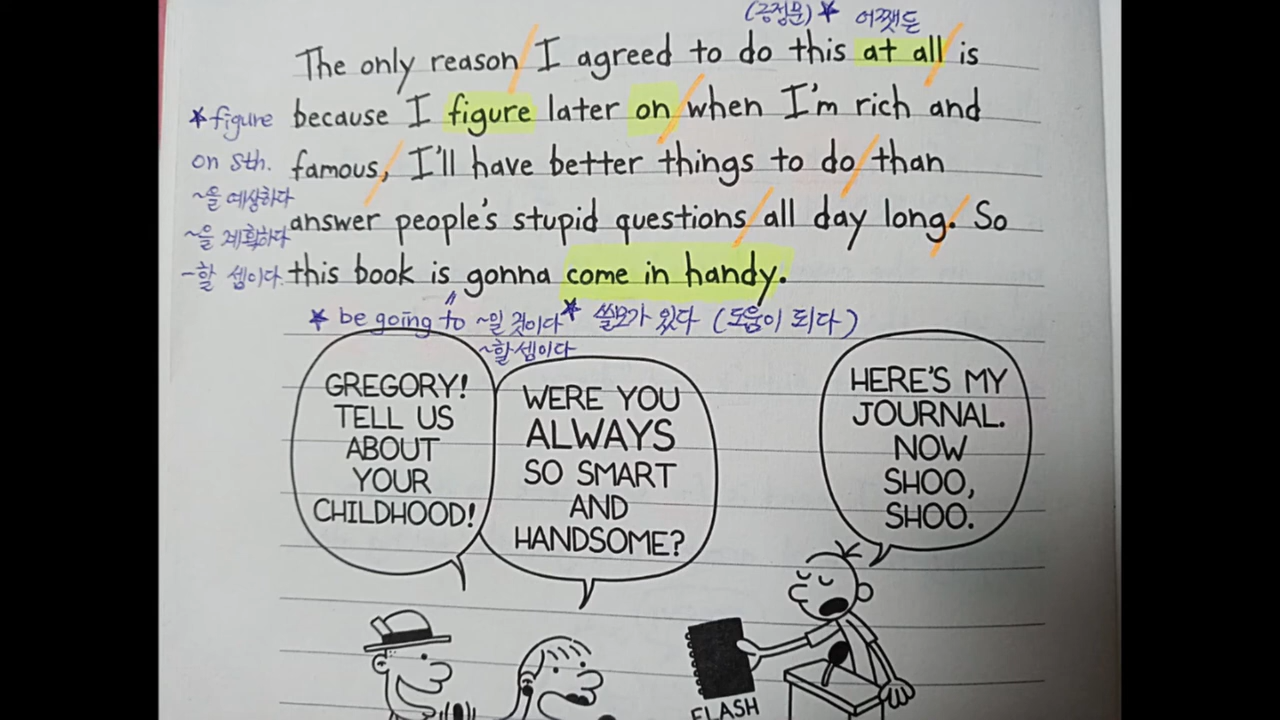 (긍정문) * 어쨋든
The only reason / I agreed to do this at all / is
because I figure later on / when I'm rich and
famous, / I'll have better things to do / than
answer people's stupid questions / all day long. / So
this book is gonna come in handy.
* figure
on sth.
~을 예상하다
~을 계획하다
~할 셈이다.
* be going to ~일 것이다
~할 셈이다
* 쓸모가 있다 (도움이 되다)
GREGORY!
TELL US
ABOUT
YOUR
CHILDHOOD!
WERE YOU
ALWAYS
SO SMART
AND
HANDSOME?
HERE'S MY
JOURNAL.
NOW
SHOO,
SHOO.
FLASH